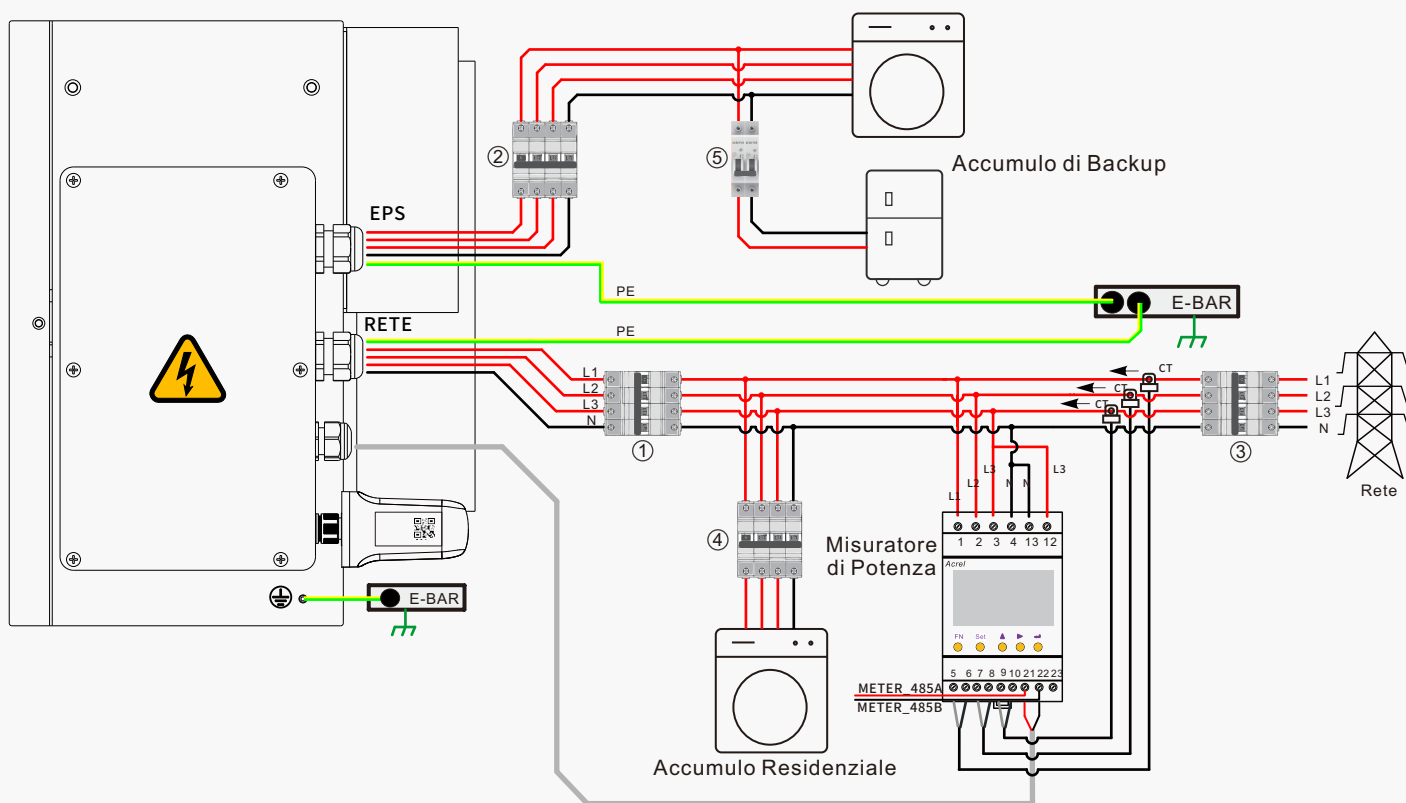 ②
⑤
Accumulo di Backup
EPS
PE
E-BAR
RETE
PE
L1
L2
L3
N
①
CT
CT
CT
③
L1
L2
L3
N
Rete
L1
L2
L3
N
N
L3
④
Misuratore
di Potenza
1 2 3 4 13 12
Acrel
FN Set
5 6 7 8 9 10 21 22 23
METER_485A
METER_485B
E-BAR
Accumulo Residenziale